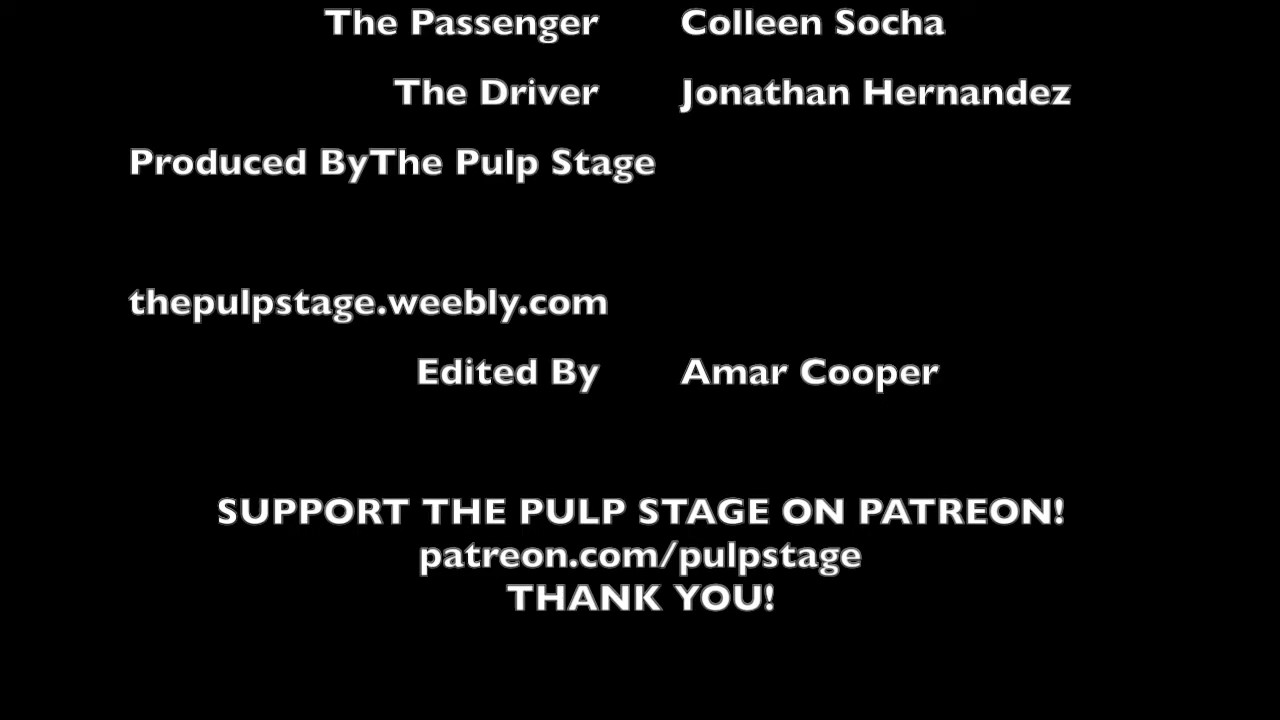 The Passenger Colleen Socha
The Driver Jonathan Hernandez
Produced ByThe Pulp Stage
thepulpstage.weebly.com
Edited By Amar Cooper
SUPPORT THE PULP STAGE ON PATREON!
patreon.com/pulpstage
THANK YOU!